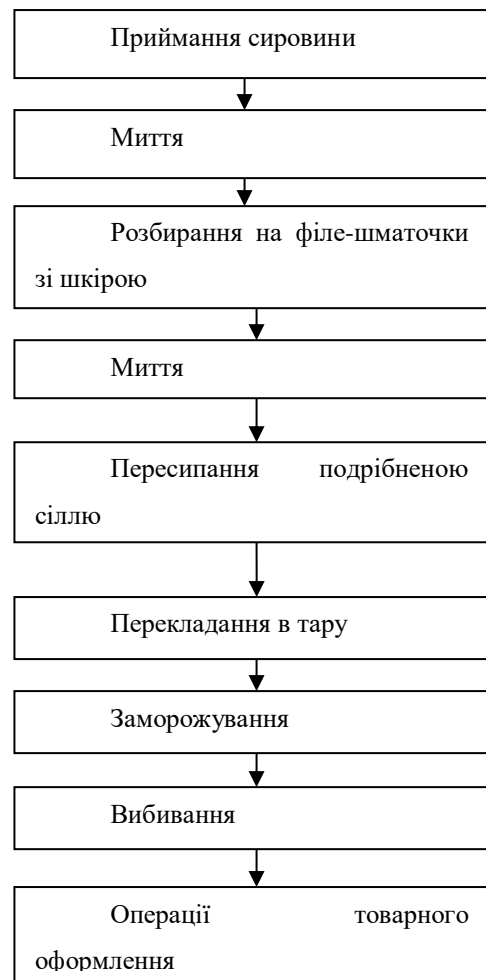 Приймання сировини
Миття
Розбирання на філе-шматочки
зі шкірою
Миття
Пересипання подрібненою
сіллю
Перекладання в тару
Заморожування
Вибивання
Операції товарного
оформлення